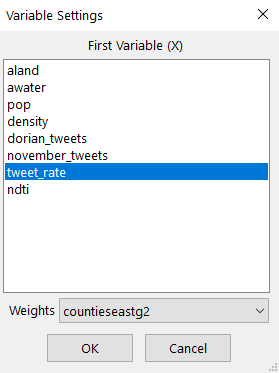 Variable Settings
First Variable (X)
aland
awater
pop
density
dorian_tweets
november_tweets
tweet_rate
ndti
Weights countieseastg2
OK Cancel